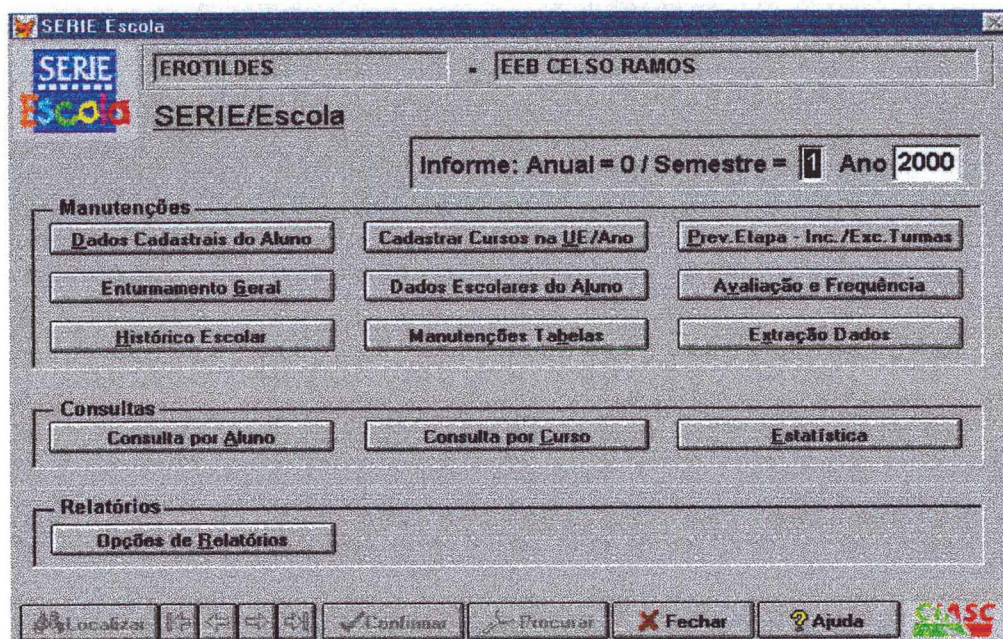 SERIE Escola
SERIE
Escola
EROTILDES - EEB CELSO RAMOS
SERIE/Escola
Informe: Anual = 0 / Semestre = 1 Ano 2000
Manutenções
Dados Cadastrais do Aluno Cadastrar Cursos na UE/Ano Prev.Etapa - Inc./Exc.Turmas
Enturmamento Geral Dados Escolares do Aluno Avaliação e Frequência
Histórico Escolar Manutenções Tabelas Extração Dados
Consultas
Consulta por Aluno Consulta por Curso Estatística
Relatórios
Opções de Relatórios
Localizar Confirmar Procurar Fechar Ajuda CIASC